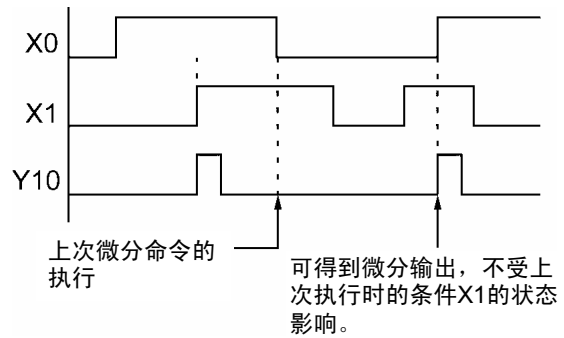 X0
X1
Y10
上次微分命令的
执行
可得到微分输出，不受上
次执行时的条件X1的状态
影响。